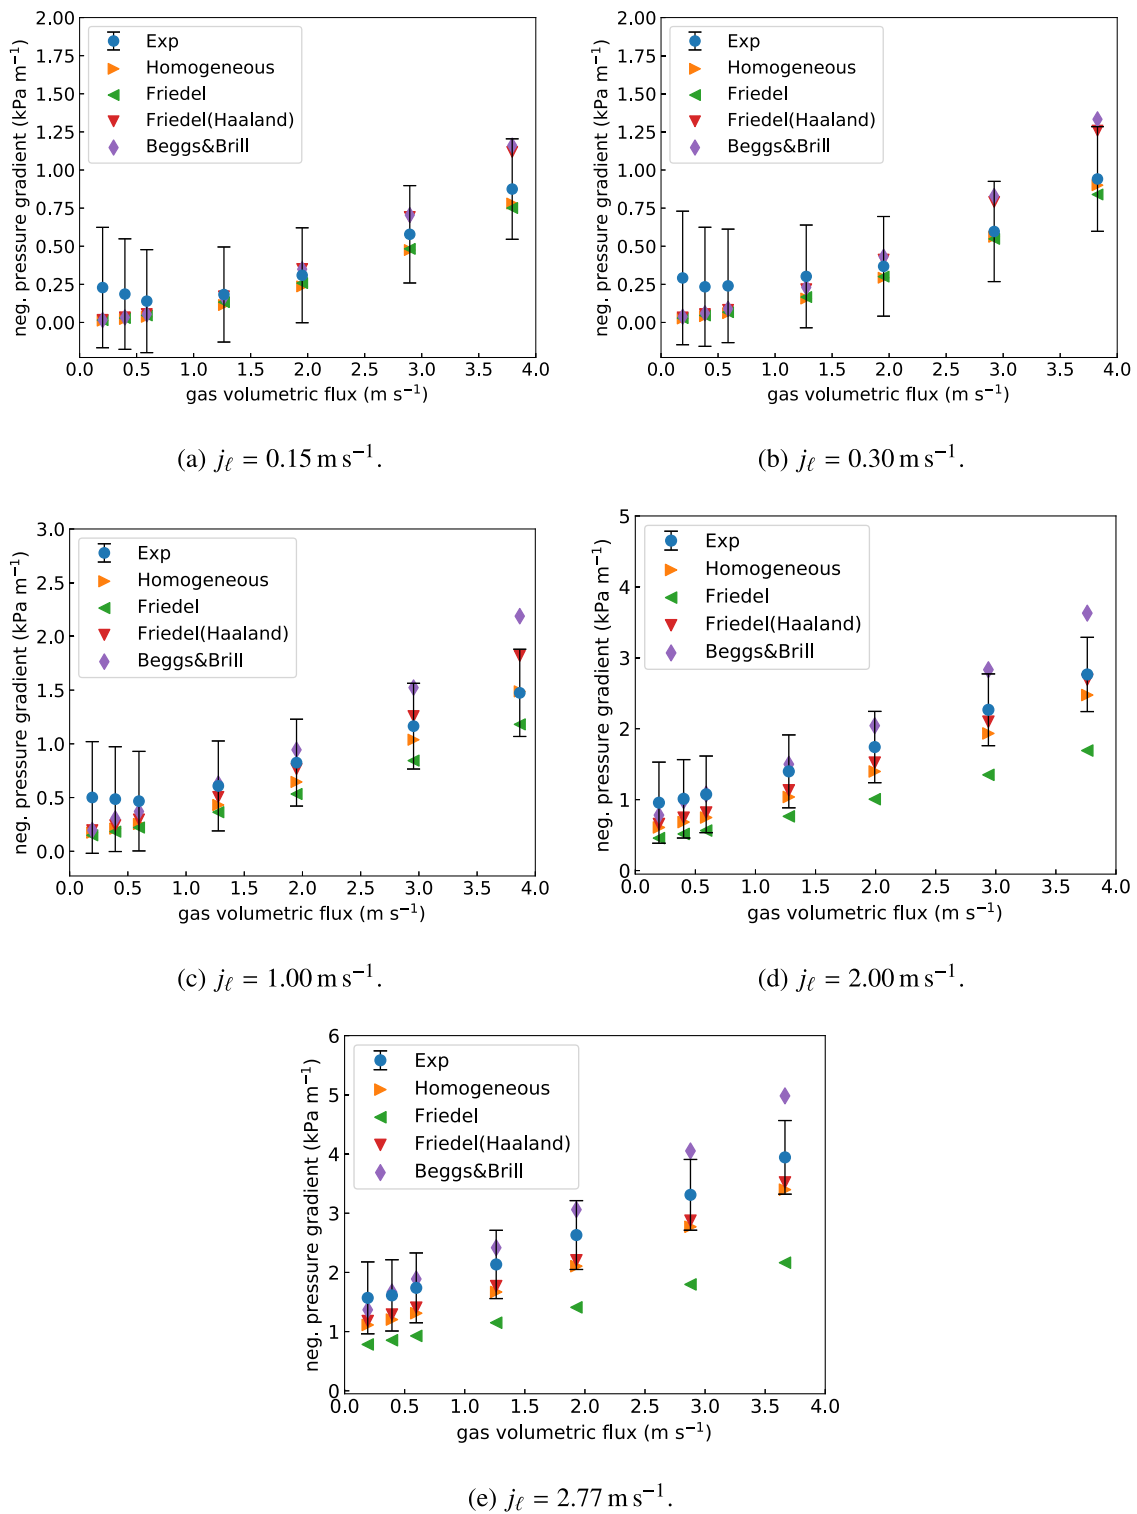 2.00
1.75
1.50
1.25
1.00
0.75
0.50
0.25
0.00
neg. pressure gradient (kPa m⁻¹)
Exp
Homogeneous
Friedel
Friedel(Haaland)
Beggs&Brill
0.0 0.5 1.0 1.5 2.0 2.5 3.0 3.5 4.0
gas volumetric flux (m s⁻¹)
(a) jℓ = 0.15 m s⁻¹.
2.00
1.75
1.50
1.25
1.00
0.75
0.50
0.25
0.00
neg. pressure gradient (kPa m⁻¹)
Exp
Homogeneous
Friedel
Friedel(Haaland)
Beggs&Brill
0.0 0.5 1.0 1.5 2.0 2.5 3.0 3.5 4.0
gas volumetric flux (m s⁻¹)
(b) jℓ = 0.30 m s⁻¹.
3.0
2.5
2.0
1.5
1.0
0.5
0.0
neg. pressure gradient (kPa m⁻¹)
Exp
Homogeneous
Friedel
Friedel(Haaland)
Beggs&Brill
0.0 0.5 1.0 1.5 2.0 2.5 3.0 3.5 4.0
gas volumetric flux (m s⁻¹)
(c) jℓ = 1.00 m s⁻¹.
5
4
3
2
1
0
neg. pressure gradient (kPa m⁻¹)
Exp
Homogeneous
Friedel
Friedel(Haaland)
Beggs&Brill
0.0 0.5 1.0 1.5 2.0 2.5 3.0 3.5 4.0
gas volumetric flux (m s⁻¹)
(d) jℓ = 2.00 m s⁻¹.
6
5
4
3
2
1
0
neg. pressure gradient (kPa m⁻¹)
Exp
Homogeneous
Friedel
Friedel(Haaland)
Beggs&Brill
0.0 0.5 1.0 1.5 2.0 2.5 3.0 3.5 4.0
gas volumetric flux (m s⁻¹)
(e) jℓ = 2.77 m s⁻¹.